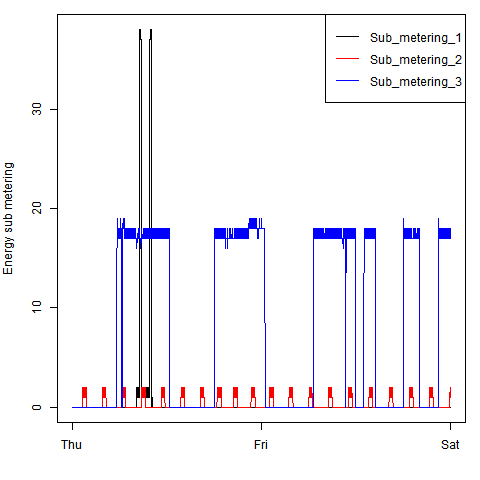 Sub_metering_1
Sub_metering_2
Sub_metering_3
Energy sub metering
30
20
10
0
Thu Fri Sat